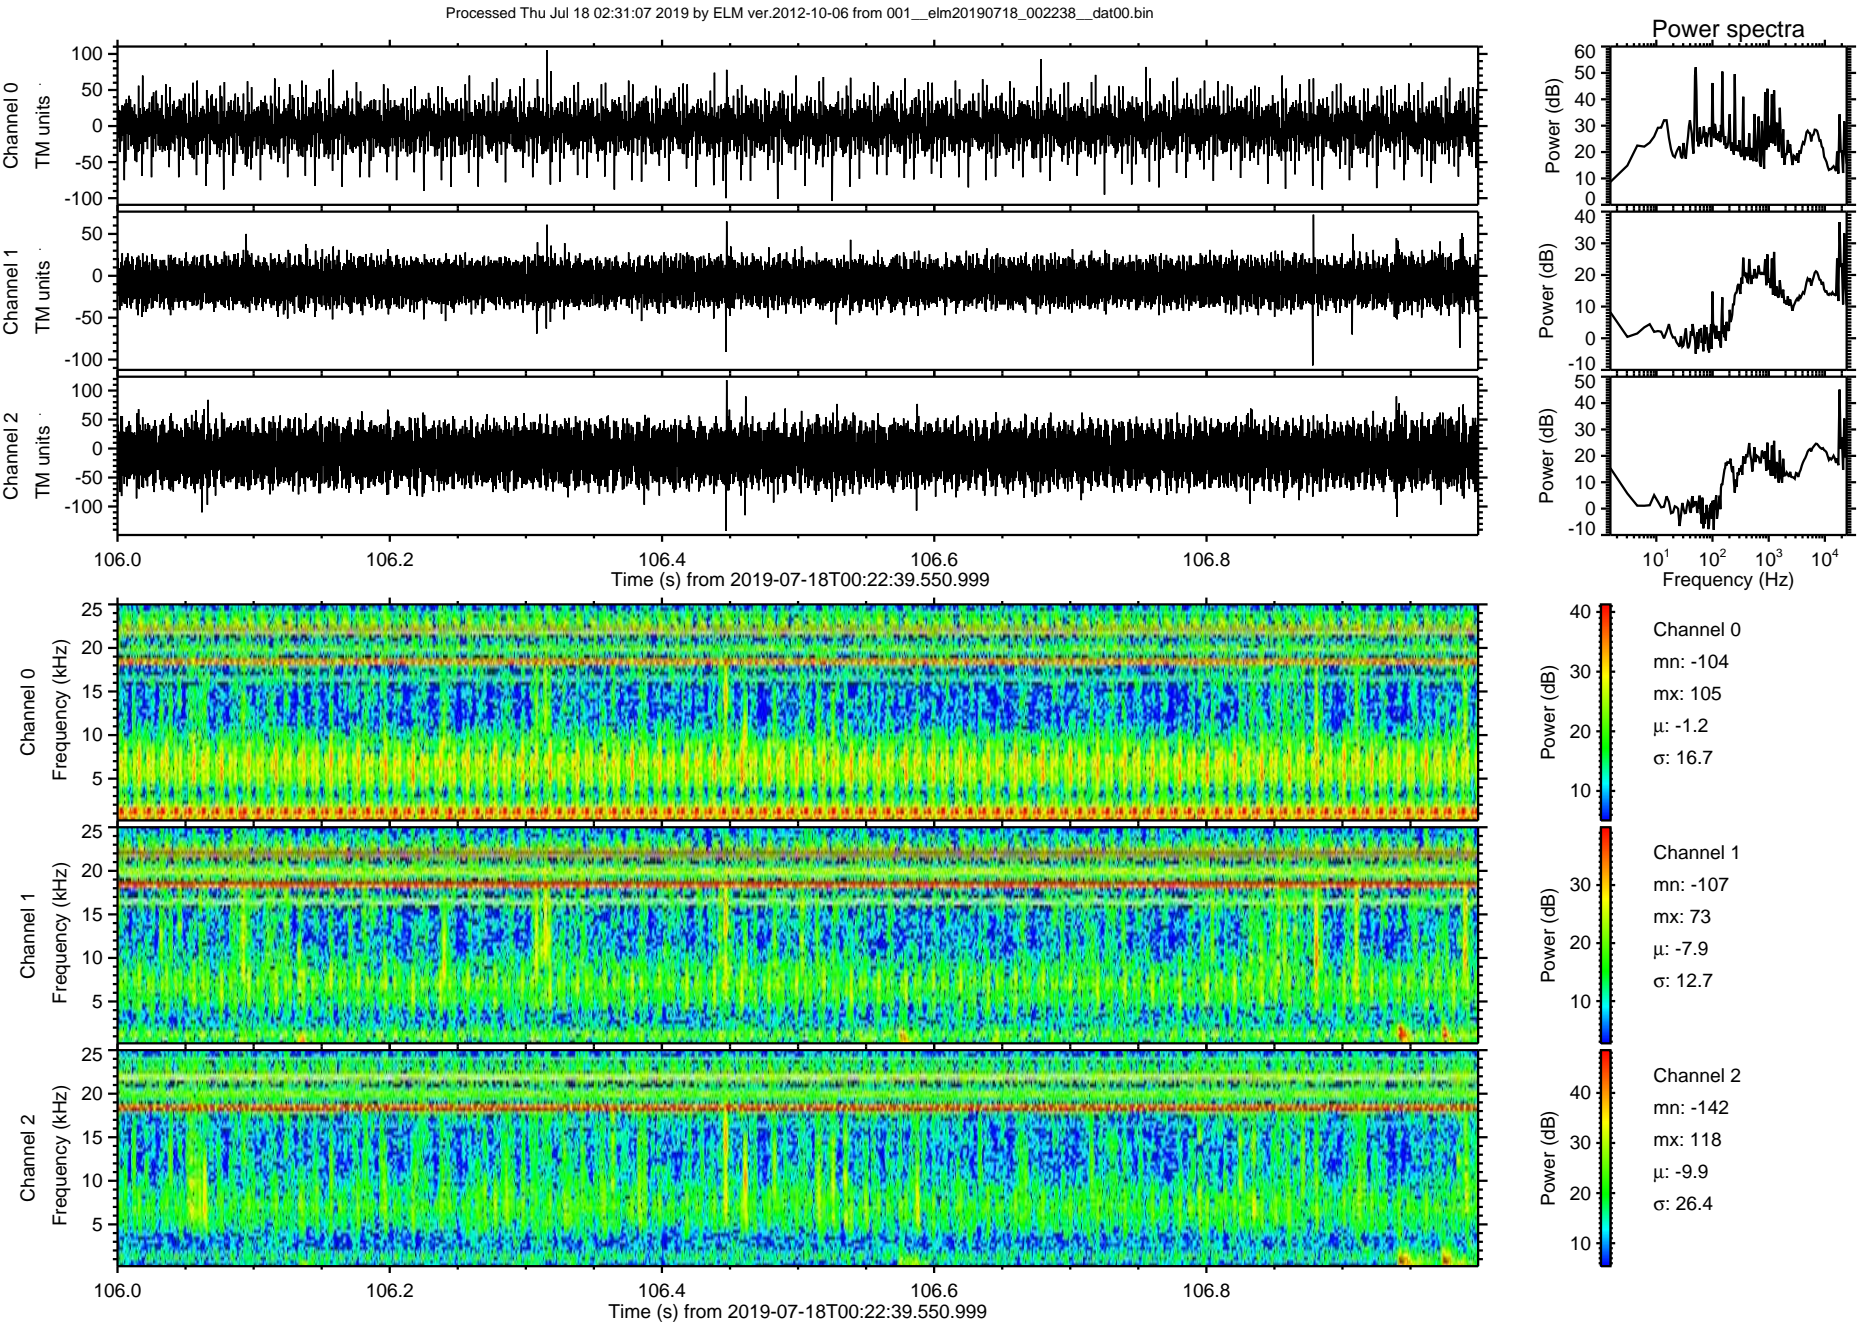 Processed Thu Jul 18 02:31:07 2019 by ELM ver.2012-10-06 from 001__elm20190718_002238__dat00.bin
Power spectra
Channel 0
TM units
100
50
0
-50
-100
Power (dB)
60
50
40
30
20
10
0
Channel 1
TM units
50
0
-50
-100
Power (dB)
40
30
20
10
0
-10
Channel 2
TM units
100
50
0
-50
-100
Power (dB)
50
40
30
20
10
0
-10
106.0 106.2 106.4 106.6 106.8
Time (s) from 2019-07-18T00:22:39.550.999
10¹ 10² 10³ 10⁴
Frequency (Hz)
Channel 0
Frequency (kHz)
25
20
15
10
5
Power (dB)
40
30
20
10
Channel 0
mn: -104
mx: 105
µ: -1.2
σ: 16.7
Channel 1
Frequency (kHz)
25
20
15
10
5
Power (dB)
30
20
10
Channel 1
mn: -107
mx: 73
µ: -7.9
σ: 12.7
Channel 2
Frequency (kHz)
25
20
15
10
5
Power (dB)
40
30
20
10
Channel 2
mn: -142
mx: 118
µ: -9.9
σ: 26.4
106.0 106.2 106.4 106.6 106.8
Time (s) from 2019-07-18T00:22:39.550.999